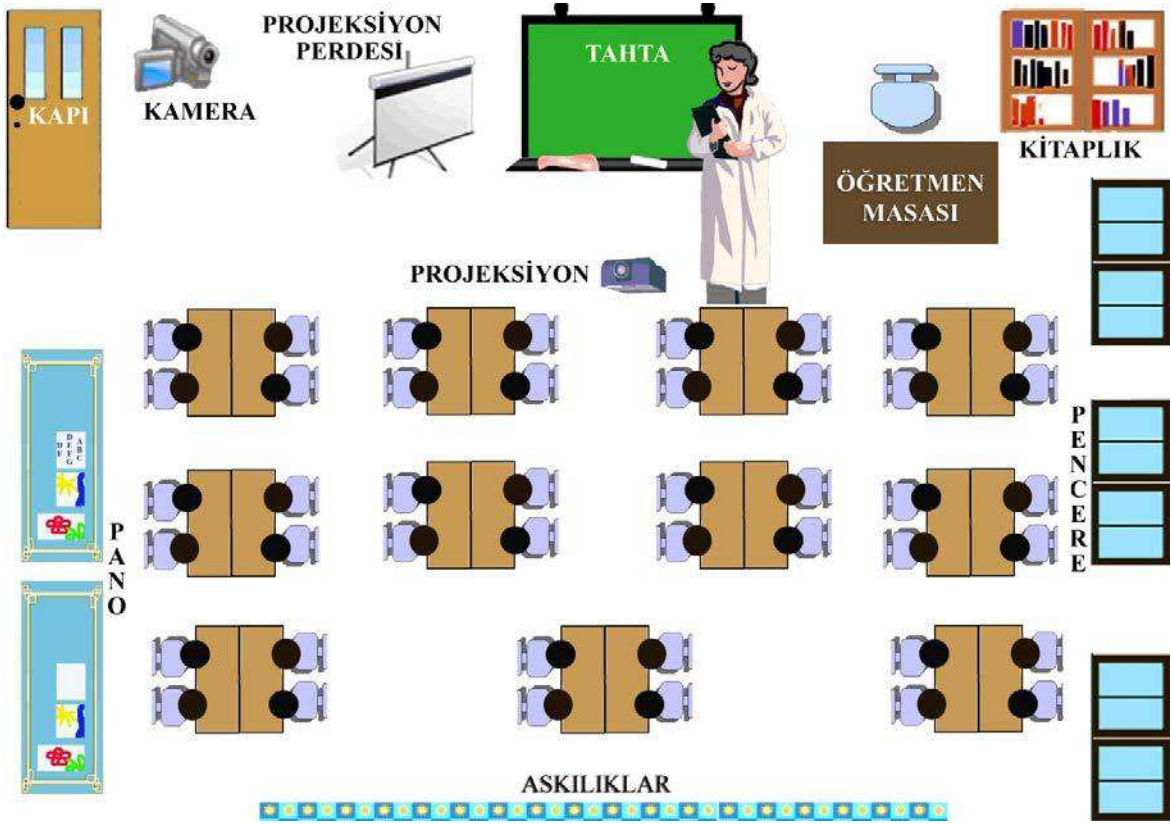 KAPI
KAMERA
PROJEKSİYON
PERDESİ
TAHTA
KİTAPLIK
ÖĞRETMEN
MASASI
PROJEKSİYON
PANO
A B C
D E F G
D F
PENCERE
ASKILIKLAR